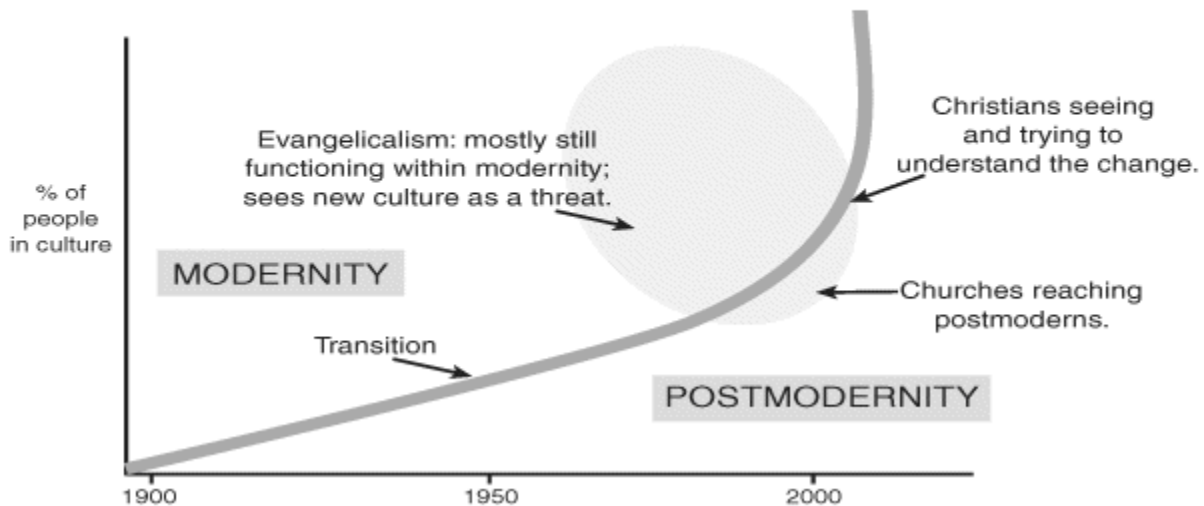 Evangelicalism: mostly still
functioning within modernity;
sees new culture as a threat.
Christians seeing
and trying to
understand the change.
% of
people
in culture
MODERNITY
Churches reaching
postmoderns.
Transition
POSTMODERNITY
1900
1950
2000